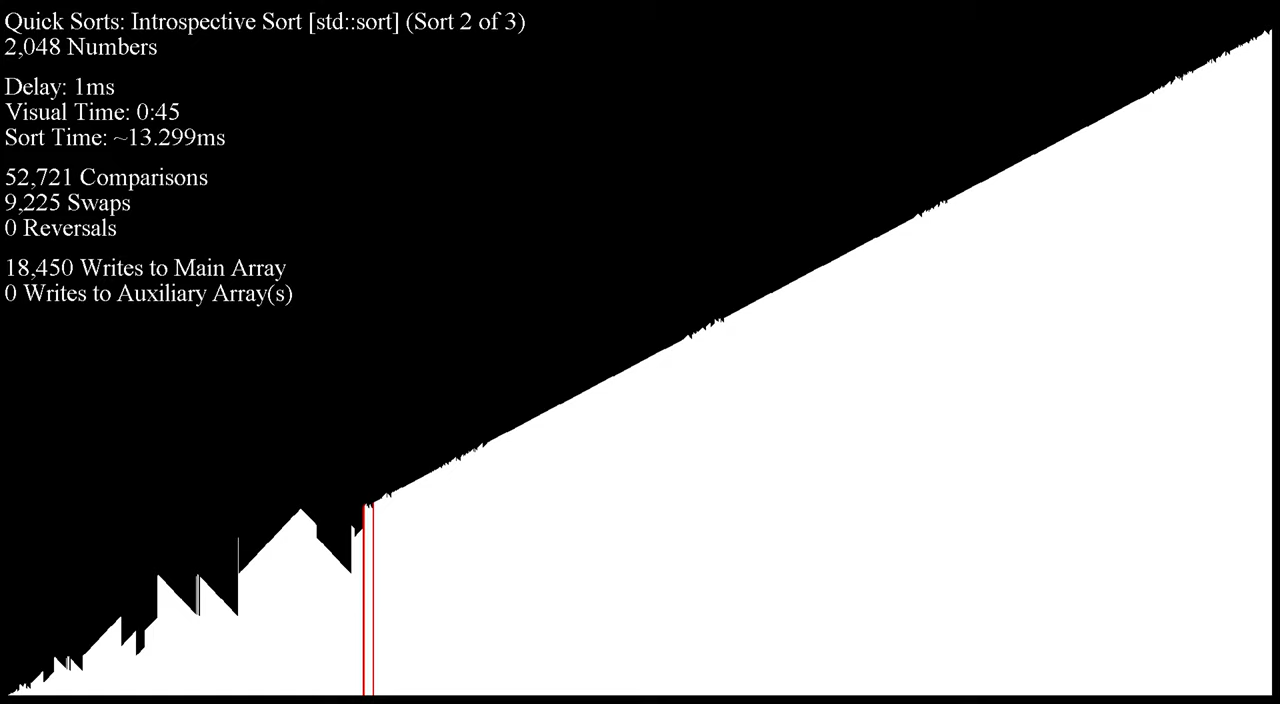 Quick Sorts: Introspective Sort [std::sort] (Sort 2 of 3)
2,048 Numbers
Delay: 1ms
Visual Time: 0:45
Sort Time: ~13.299ms
52,721 Comparisons
9,225 Swaps
0 Reversals
18,450 Writes to Main Array
0 Writes to Auxiliary Array(s)